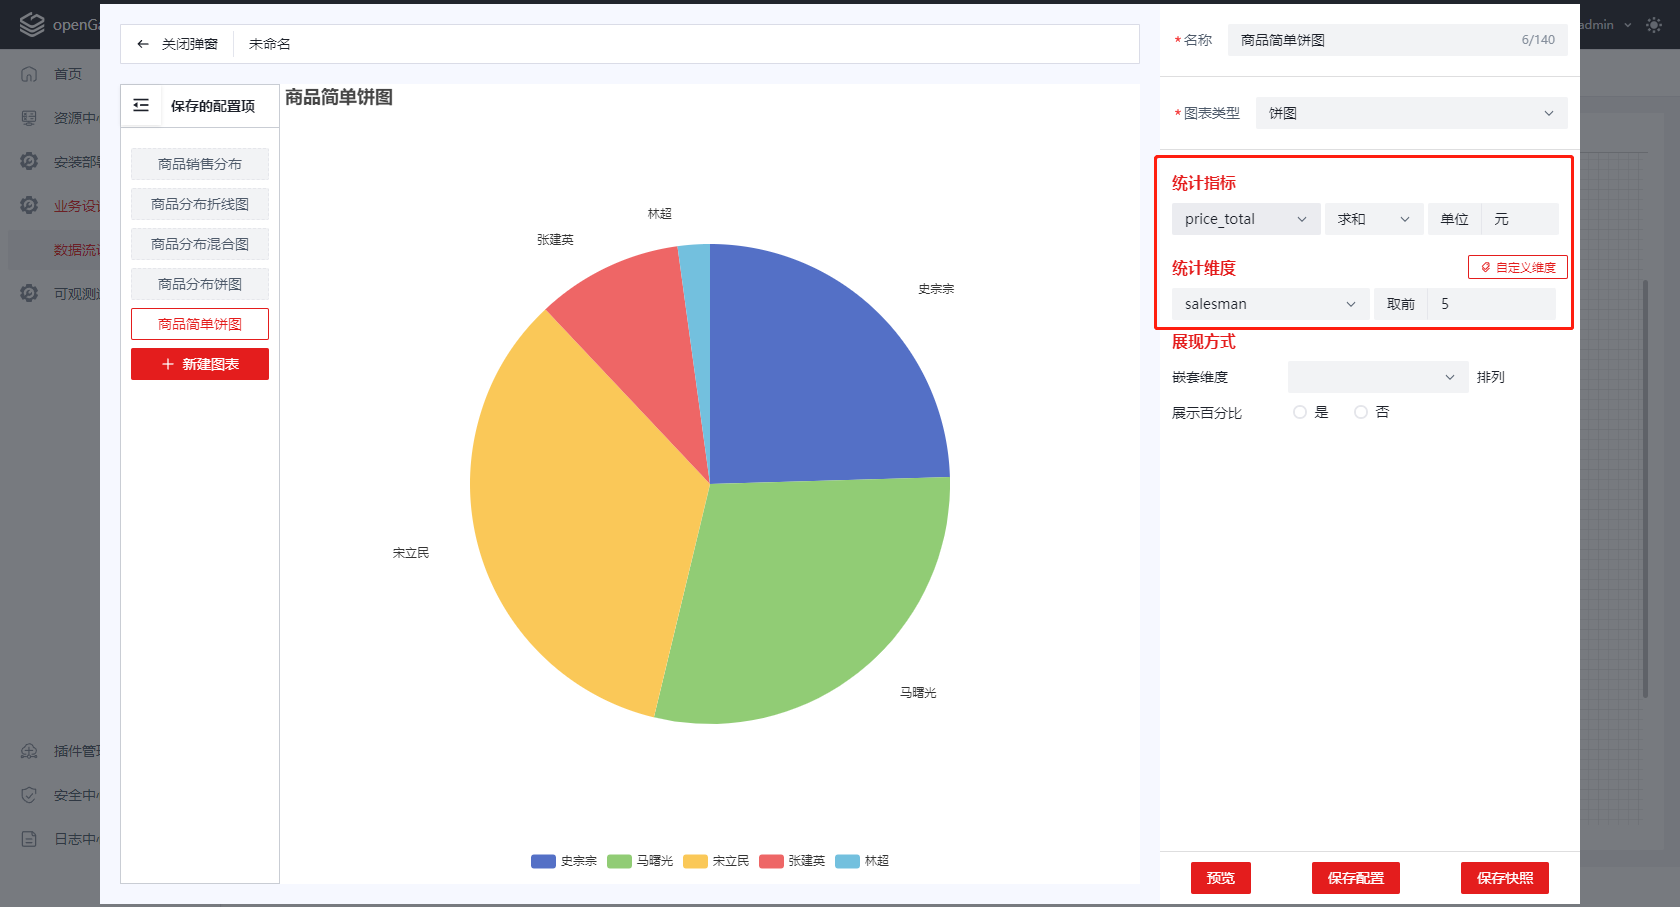 openGa
admin
首页
资源中心
安装部署
业务设计
数据流
可观测
插件管理
安全中心
日志中心
关闭弹窗
未命名
保存的配置项
商品销售分布
商品分布折线图
商品分布混合图
商品分布饼图
商品简单饼图
新建图表
商品简单饼图
林超
张建英
史宗宗
宋立民
马曙光
史宗宗 马曙光 宋立民 张建英 林超
*名称 商品简单饼图 6/140
*图表类型 饼图
统计指标
price_total 求和 单位 元
统计维度 自定义维度
salesman 取前 5
展现方式
嵌套维度 排列
展示百分比 是 否
预览 保存配置 保存快照